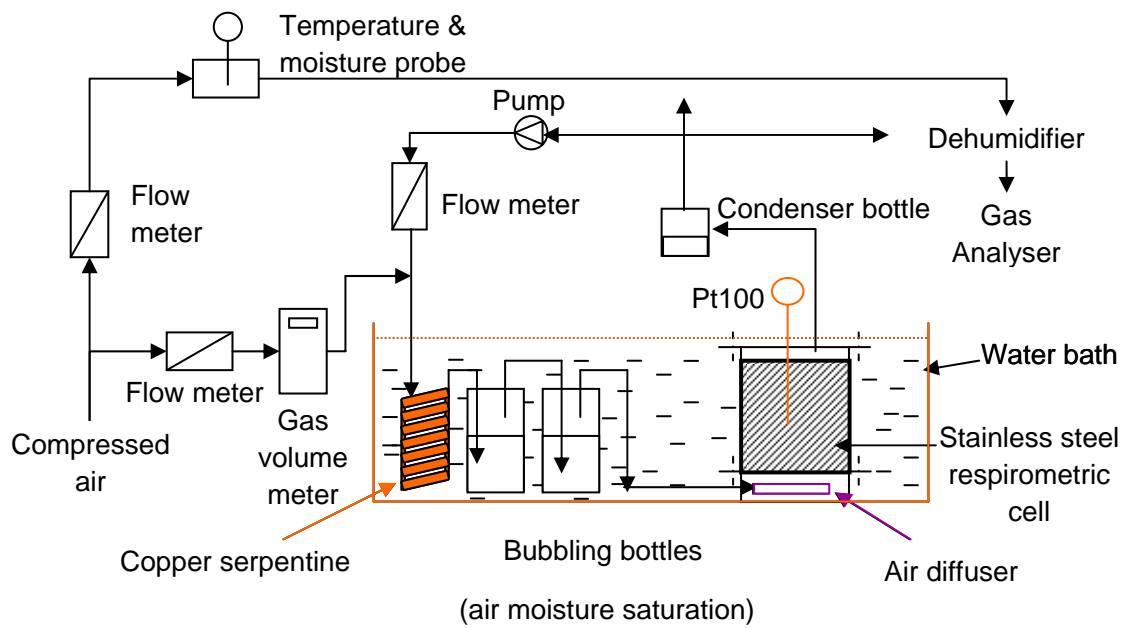 Temperature &
moisture probe
Pump
Dehumidifier
Flow
meter
Flow meter
Condenser bottle
Gas
Analyser
Pt100
Water bath
Flow meter
Compressed
air
Gas
volume
meter
Stainless steel
respirometric
cell
Copper serpentine
Bubbling bottles
(air moisture saturation)
Air diffuser